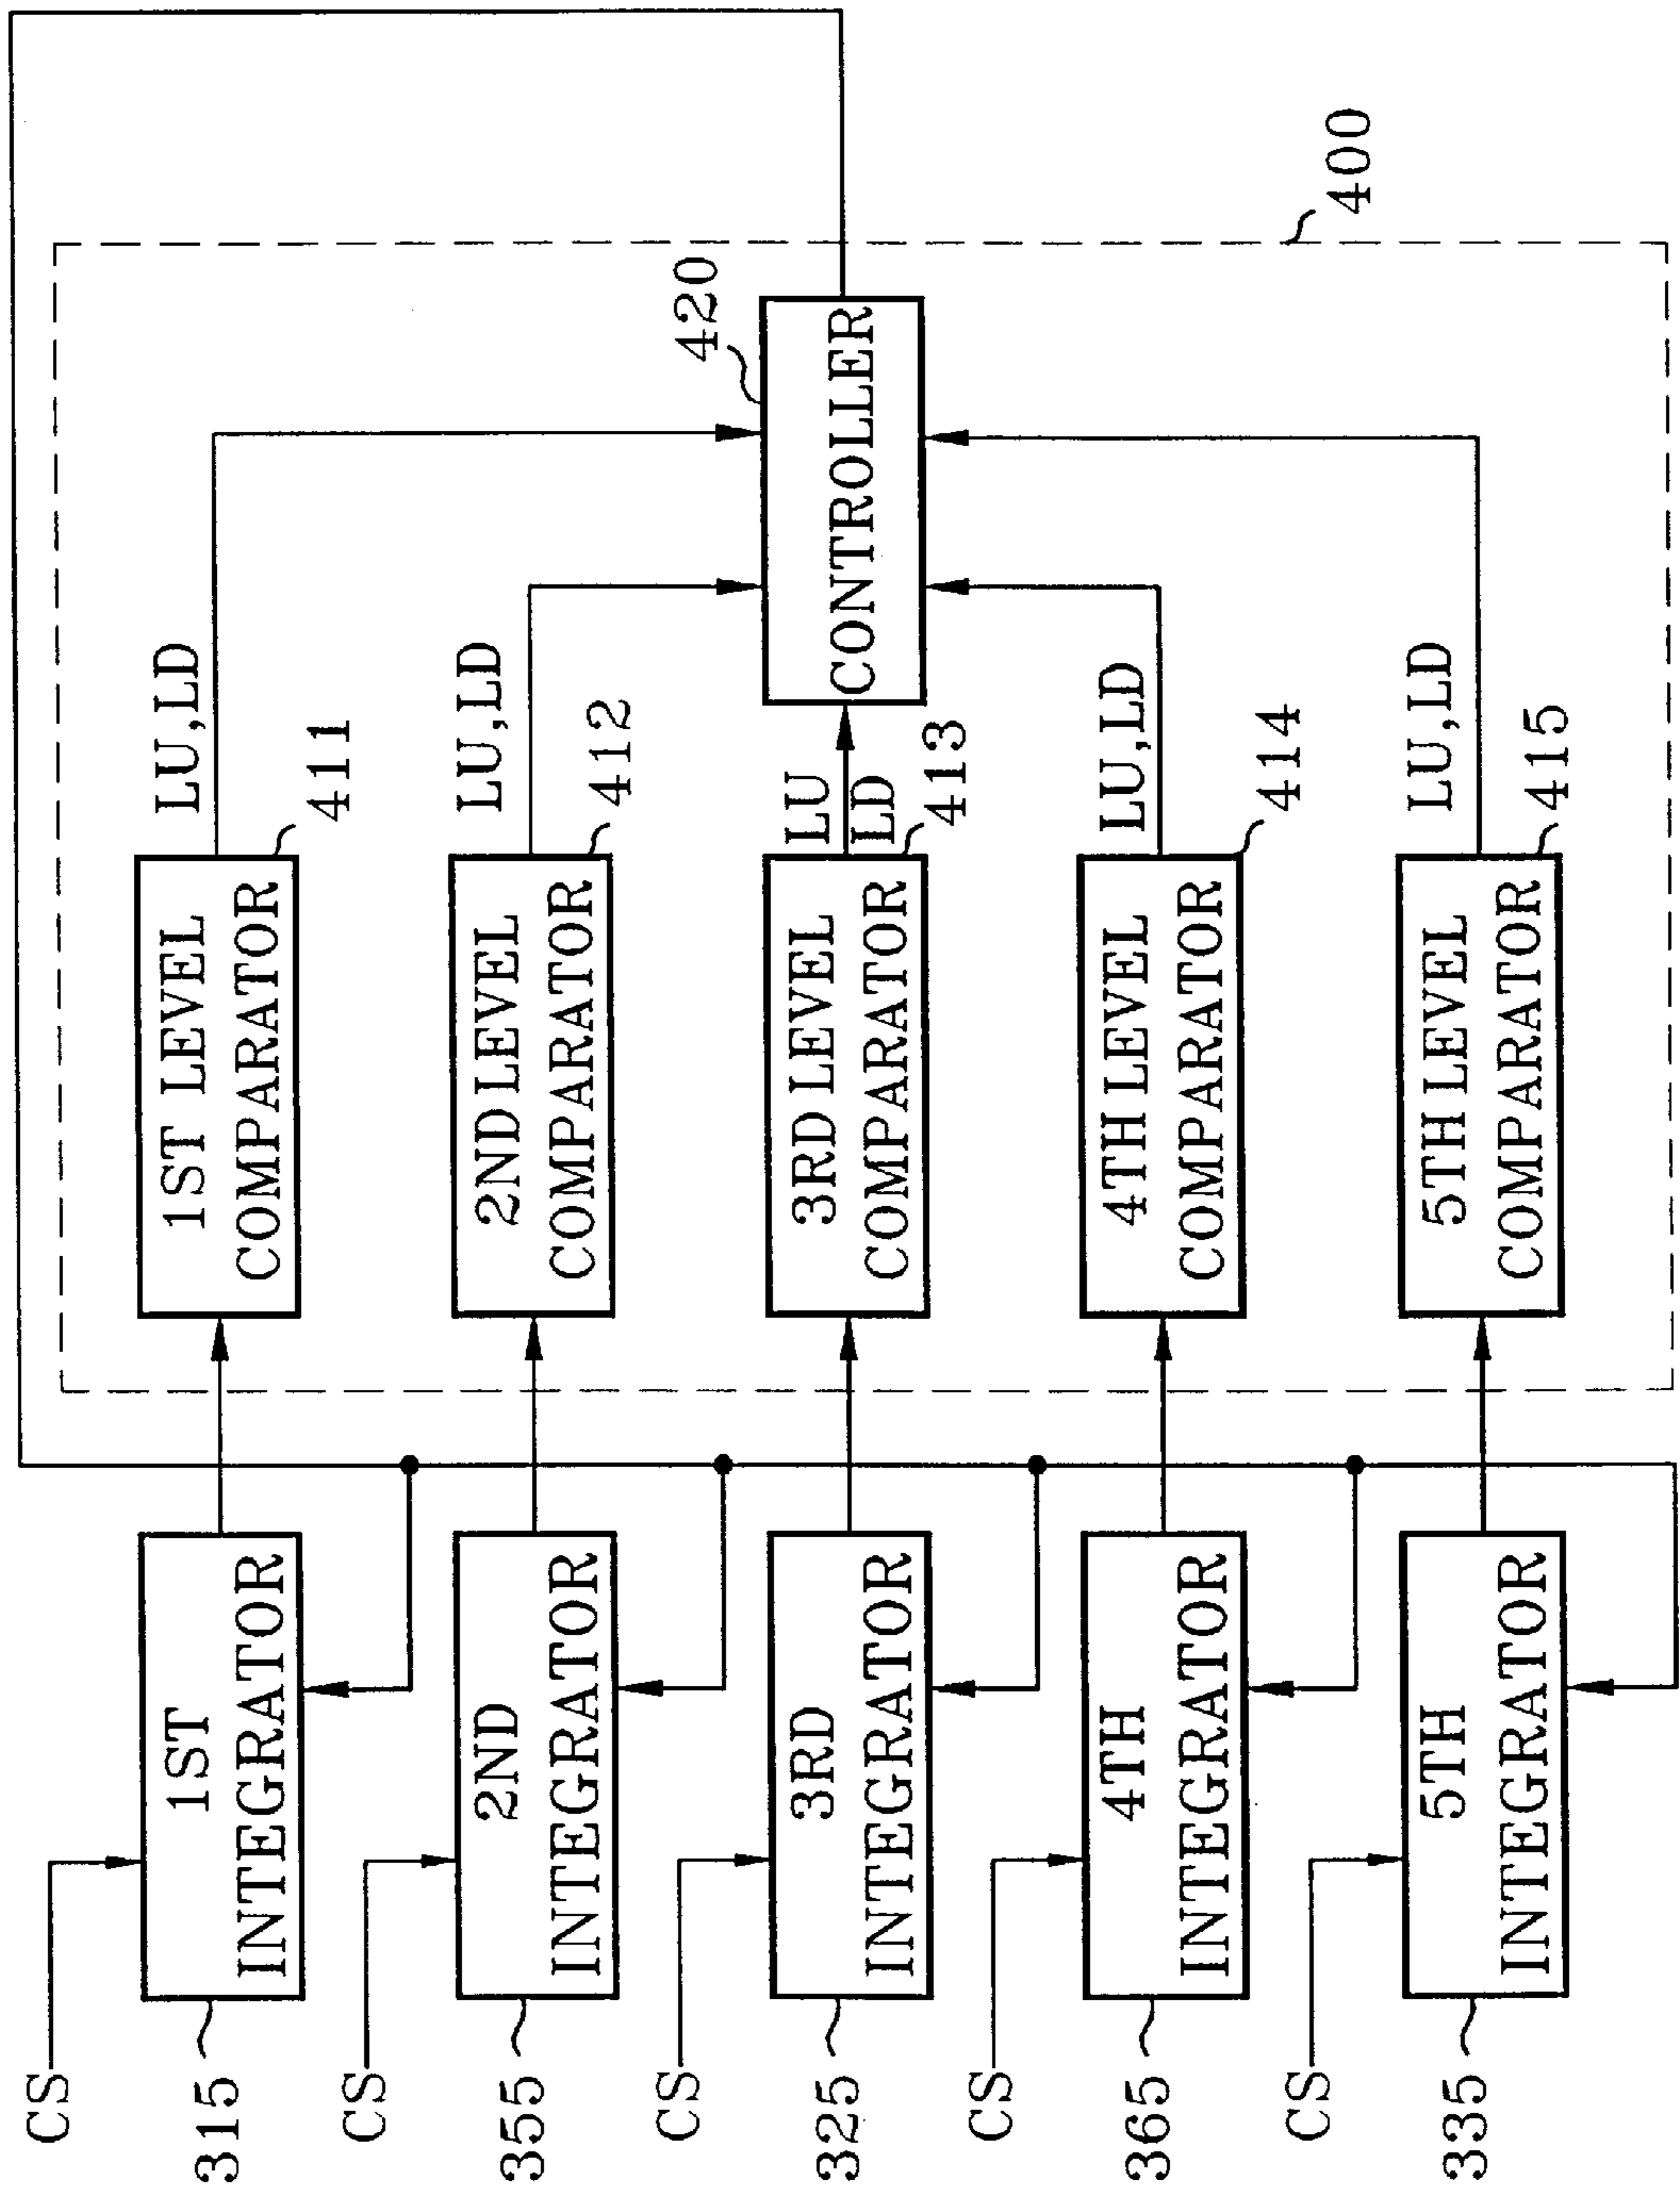 CS
315
1ST
INTEGRATOR
1ST LEVEL
COMPARATOR
411
LU,LD
CS
355
2ND
INTEGRATOR
2ND LEVEL
COMPARATOR
412
LU,LD
CS
325
3RD
INTEGRATOR
3RD LEVEL
COMPARATOR
413
LU
LD
CONTROLLER
420
CS
365
4TH
INTEGRATOR
4TH LEVEL
COMPARATOR
414
LU,LD
CS
335
5TH
INTEGRATOR
5TH LEVEL
COMPARATOR
415
LU,LD
400